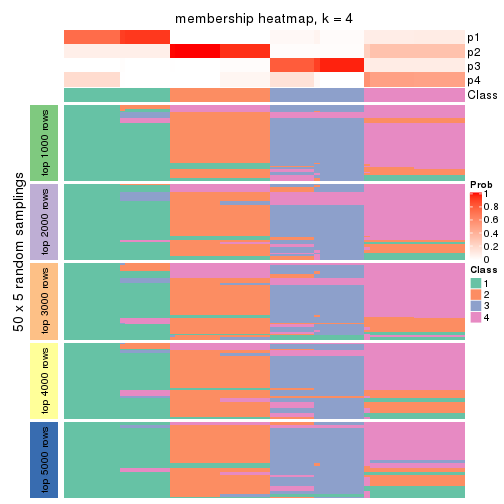 membership heatmap, k = 4
p1
p2
p3
p4
Class
50 x 5 random samplings
top 1000 rows
top 2000 rows
top 3000 rows
top 4000 rows
top 5000 rows
Prob
1
0.8
0.6
0.4
0.2
0
Class
1
2
3
4